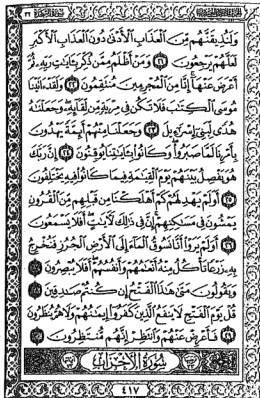 وَلَنُذِيقَنَّهُم مِّنَ ٱلْعَذَابِ ٱلْأَدْنَىٰ دُونَ ٱلْعَذَابِ ٱلْأَكْبَرِ
لَعَلَّهُمْ يَرْجِعُونَ ٢١ وَمَنْ أَظْلَمُ مِمَّن ذُكِّرَ بِـَٔايَٰتِ رَبِّهِۦ ثُمَّ
أَعْرَضَ عَنْهَآ إِنَّا مِنَ ٱلْمُجْرِمِينَ مُنتَقِمُونَ ٢٢ وَلَقَدْ ءَاتَيْنَا
مُوسَى ٱلْكِتَٰبَ فَلَا تَكُن فِى مِرْيَةٍ مِّن لِّقَآئِهِۦ وَجَعَلْنَٰهُ
هُدًى لِّبَنِىٓ إِسْرَٰٓءِيلَ ٢٣ وَجَعَلْنَا مِنْهُمْ أَئِمَّةً يَهْدُونَ
بِأَمْرِنَا لَمَّا صَبَرُوا۟ وَكَانُوا۟ بِـَٔايَٰتِنَا يُوقِنُونَ ٢٤ إِنَّ رَبَّكَ
هُوَ يَفْصِلُ بَيْنَهُمْ يَوْمَ ٱلْقِيَٰمَةِ فِيمَا كَانُوا۟ فِيهِ يَخْتَلِفُونَ
٢٥ أَوَلَمْ يَهْدِ لَهُمْ كَمْ أَهْلَكْنَا مِن قَبْلِهِم مِّنَ ٱلْقُرُونِ
يَمْشُونَ فِى مَسَٰكِنِهِمْ إِنَّ فِى ذَٰلِكَ لَـَٔايَٰتٍ أَفَلَا يَسْمَعُونَ
٢٦ أَوَلَمْ يَرَوْا۟ أَنَّا نَسُوقُ ٱلْمَآءَ إِلَى ٱلْأَرْضِ ٱلْجُرُزِ فَنُخْرِجُ
بِهِۦ زَرْعًا تَأْكُلُ مِنْهُ أَنْعَٰمُهُمْ وَأَنفُسُهُمْ أَفَلَا يُبْصِرُونَ ٢٧
وَيَقُولُونَ مَتَىٰ هَٰذَا ٱلْفَتْحُ إِن كُنتُمْ صَٰدِقِينَ ٢٨
قُلْ يَوْمَ ٱلْفَتْحِ لَا يَنفَعُ ٱلَّذِينَ كَفَرُوٓا۟ إِيمَٰنُهُمْ وَلَا هُمْ يُنظَرُونَ
٢٩ فَأَعْرِضْ عَنْهُمْ وَٱنتَظِرْ إِنَّهُم مُّنتَظِرُونَ ٣٠
سُورَةُ الأَحْزَابِ
٤١٧